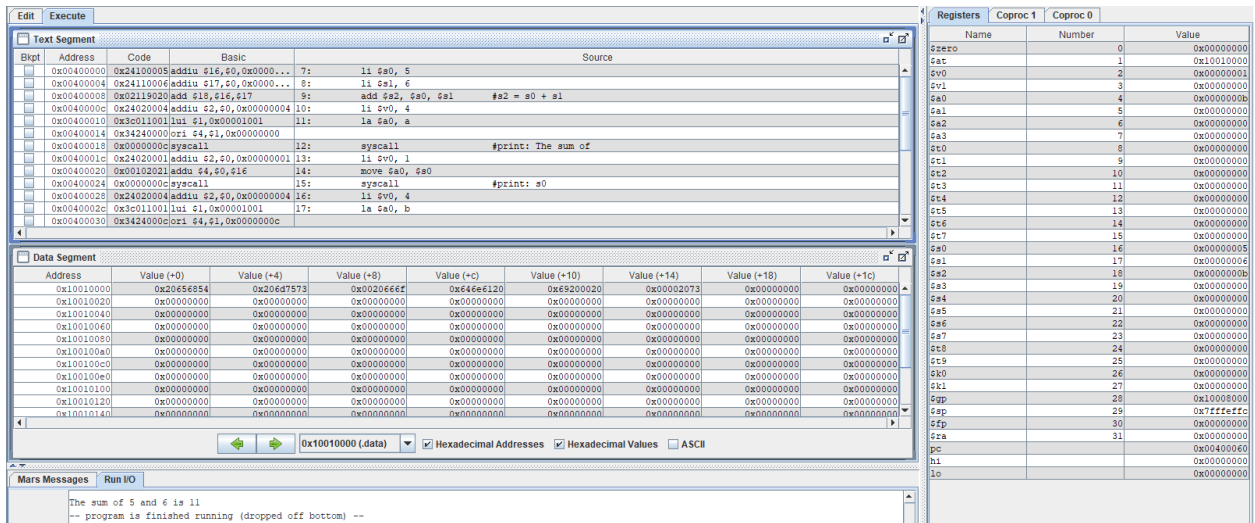 Edit Execute
Text Segment
Bkpt Address Code Basic Source
0x00400000 0x24100005 addiu $16,$0,0x0000... 7: li $s0, 5
0x00400004 0x24110006 addiu $17,$0,0x0000... 8: li $s1, 6
0x00400008 0x02119020 add $18,$16,$17 9: add $s2, $s0, $s1 #s2 = s0 + s1
0x0040000c 0x24020004 addiu $2,$0,0x00000004 10: li $v0, 4
0x00400010 0x3c011001 lui $1,0x00001001 11: la $a0, a
0x00400014 0x34240000 ori $4,$1,0x00000000
0x00400018 0x0000000c syscall 12: syscall #print: The sum of
0x0040001c 0x24020001 addiu $2,$0,0x00000001 13: li $v0, 1
0x00400020 0x00102021 addu $4,$0,$16 14: move $a0, $s0
0x00400024 0x0000000c syscall 15: syscall #print: s0
0x00400028 0x24020004 addiu $2,$0,0x00000004 16: li $v0, 4
0x0040002c 0x3c011001 lui $1,0x00001001 17: la $a0, b
0x00400030 0x3424000c ori $4,$1,0x0000000c
Data Segment
Address Value (+0) Value (+4) Value (+8) Value (+c) Value (+10) Value (+14) Value (+18) Value (+1c)
0x10010000 0x20656854 0x206d7573 0x0020666f 0x646e6120 0x69200020 0x00002073 0x00000000 0x00000000
0x10010020 0x00000000 0x00000000 0x00000000 0x00000000 0x00000000 0x00000000 0x00000000 0x00000000
0x10010040 0x00000000 0x00000000 0x00000000 0x00000000 0x00000000 0x00000000 0x00000000 0x00000000
0x10010060 0x00000000 0x00000000 0x00000000 0x00000000 0x00000000 0x00000000 0x00000000 0x00000000
0x10010080 0x00000000 0x00000000 0x00000000 0x00000000 0x00000000 0x00000000 0x00000000 0x00000000
0x100100a0 0x00000000 0x00000000 0x00000000 0x00000000 0x00000000 0x00000000 0x00000000 0x00000000
0x100100c0 0x00000000 0x00000000 0x00000000 0x00000000 0x00000000 0x00000000 0x00000000 0x00000000
0x100100e0 0x00000000 0x00000000 0x00000000 0x00000000 0x00000000 0x00000000 0x00000000 0x00000000
0x10010100 0x00000000 0x00000000 0x00000000 0x00000000 0x00000000 0x00000000 0x00000000 0x00000000
0x10010120 0x00000000 0x00000000 0x00000000 0x00000000 0x00000000 0x00000000 0x00000000 0x00000000
0x10010140 0x00000000 0x00000000 0x00000000 0x00000000 0x00000000 0x00000000 0x00000000 0x00000000
0x10010000 (.data) Hexadecimal Addresses Hexadecimal Values ASCII
Mars Messages Run I/O
The sum of 5 and 6 is 11
-- program is finished running (dropped off bottom) --
Registers Coproc 1 Coproc 0
Name Number Value
$zero 0 0x00000000
$at 1 0x10010000
$v0 2 0x00000001
$v1 3 0x00000000
$a0 4 0x0000000b
$a1 5 0x00000000
$a2 6 0x00000000
$a3 7 0x00000000
$t0 8 0x00000000
$t1 9 0x00000000
$t2 10 0x00000000
$t3 11 0x00000000
$t4 12 0x00000000
$t5 13 0x00000000
$t6 14 0x00000000
$t7 15 0x00000000
$s0 16 0x00000005
$s1 17 0x00000006
$s2 18 0x0000000b
$s3 19 0x00000000
$s4 20 0x00000000
$s5 21 0x00000000
$s6 22 0x00000000
$s7 23 0x00000000
$t8 24 0x00000000
$t9 25 0x00000000
$k0 26 0x00000000
$k1 27 0x00000000
$gp 28 0x10008000
$sp 29 0x7fffeffc
$fp 30 0x00000000
$ra 31 0x00000000
pc 0x00400060
hi 0x00000000
lo 0x00000000